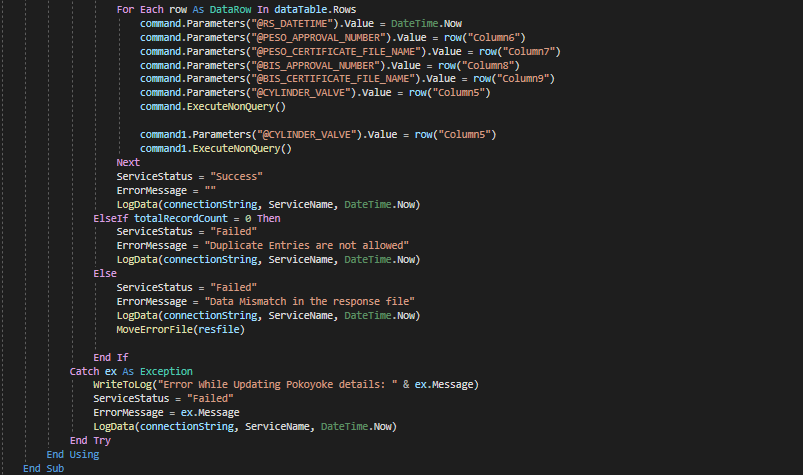 For Each row As DataRow In dataTable.Rows
command.Parameters("@RS_DATETIME").Value = DateTime.Now
command.Parameters("@PESO_APPROVAL_NUMBER").Value = row("Column6")
command.Parameters("@PESO_CERTIFICATE_FILE_NAME").Value = row("Column7")
command.Parameters("@BIS_APPROVAL_NUMBER").Value = row("Column8")
command.Parameters("@BIS_CERTIFICATE_FILE_NAME").Value = row("Column9")
command.Parameters("@CYLINDER_VALVE").Value = row("Column5")
command.ExecuteNonQuery()
command1.Parameters("@CYLINDER_VALVE").Value = row("Column5")
command1.ExecuteNonQuery()
Next
ServiceStatus = "Success"
ErrorMessage = ""
LogData(connectionString, ServiceName, DateTime.Now)
ElseIf totalRecordCount = 0 Then
ServiceStatus = "Failed"
ErrorMessage = "Duplicate Entries are not allowed"
LogData(connectionString, ServiceName, DateTime.Now)
Else
ServiceStatus = "Failed"
ErrorMessage = "Data Mismatch in the response file"
LogData(connectionString, ServiceName, DateTime.Now)
MoveErrorFile(resfile)
End If
Catch ex As Exception
WriteToLog("Error While Updating Pokoyoke details: " & ex.Message)
ServiceStatus = "Failed"
ErrorMessage = ex.Message
LogData(connectionString, ServiceName, DateTime.Now)
End Try
End Using
End Sub